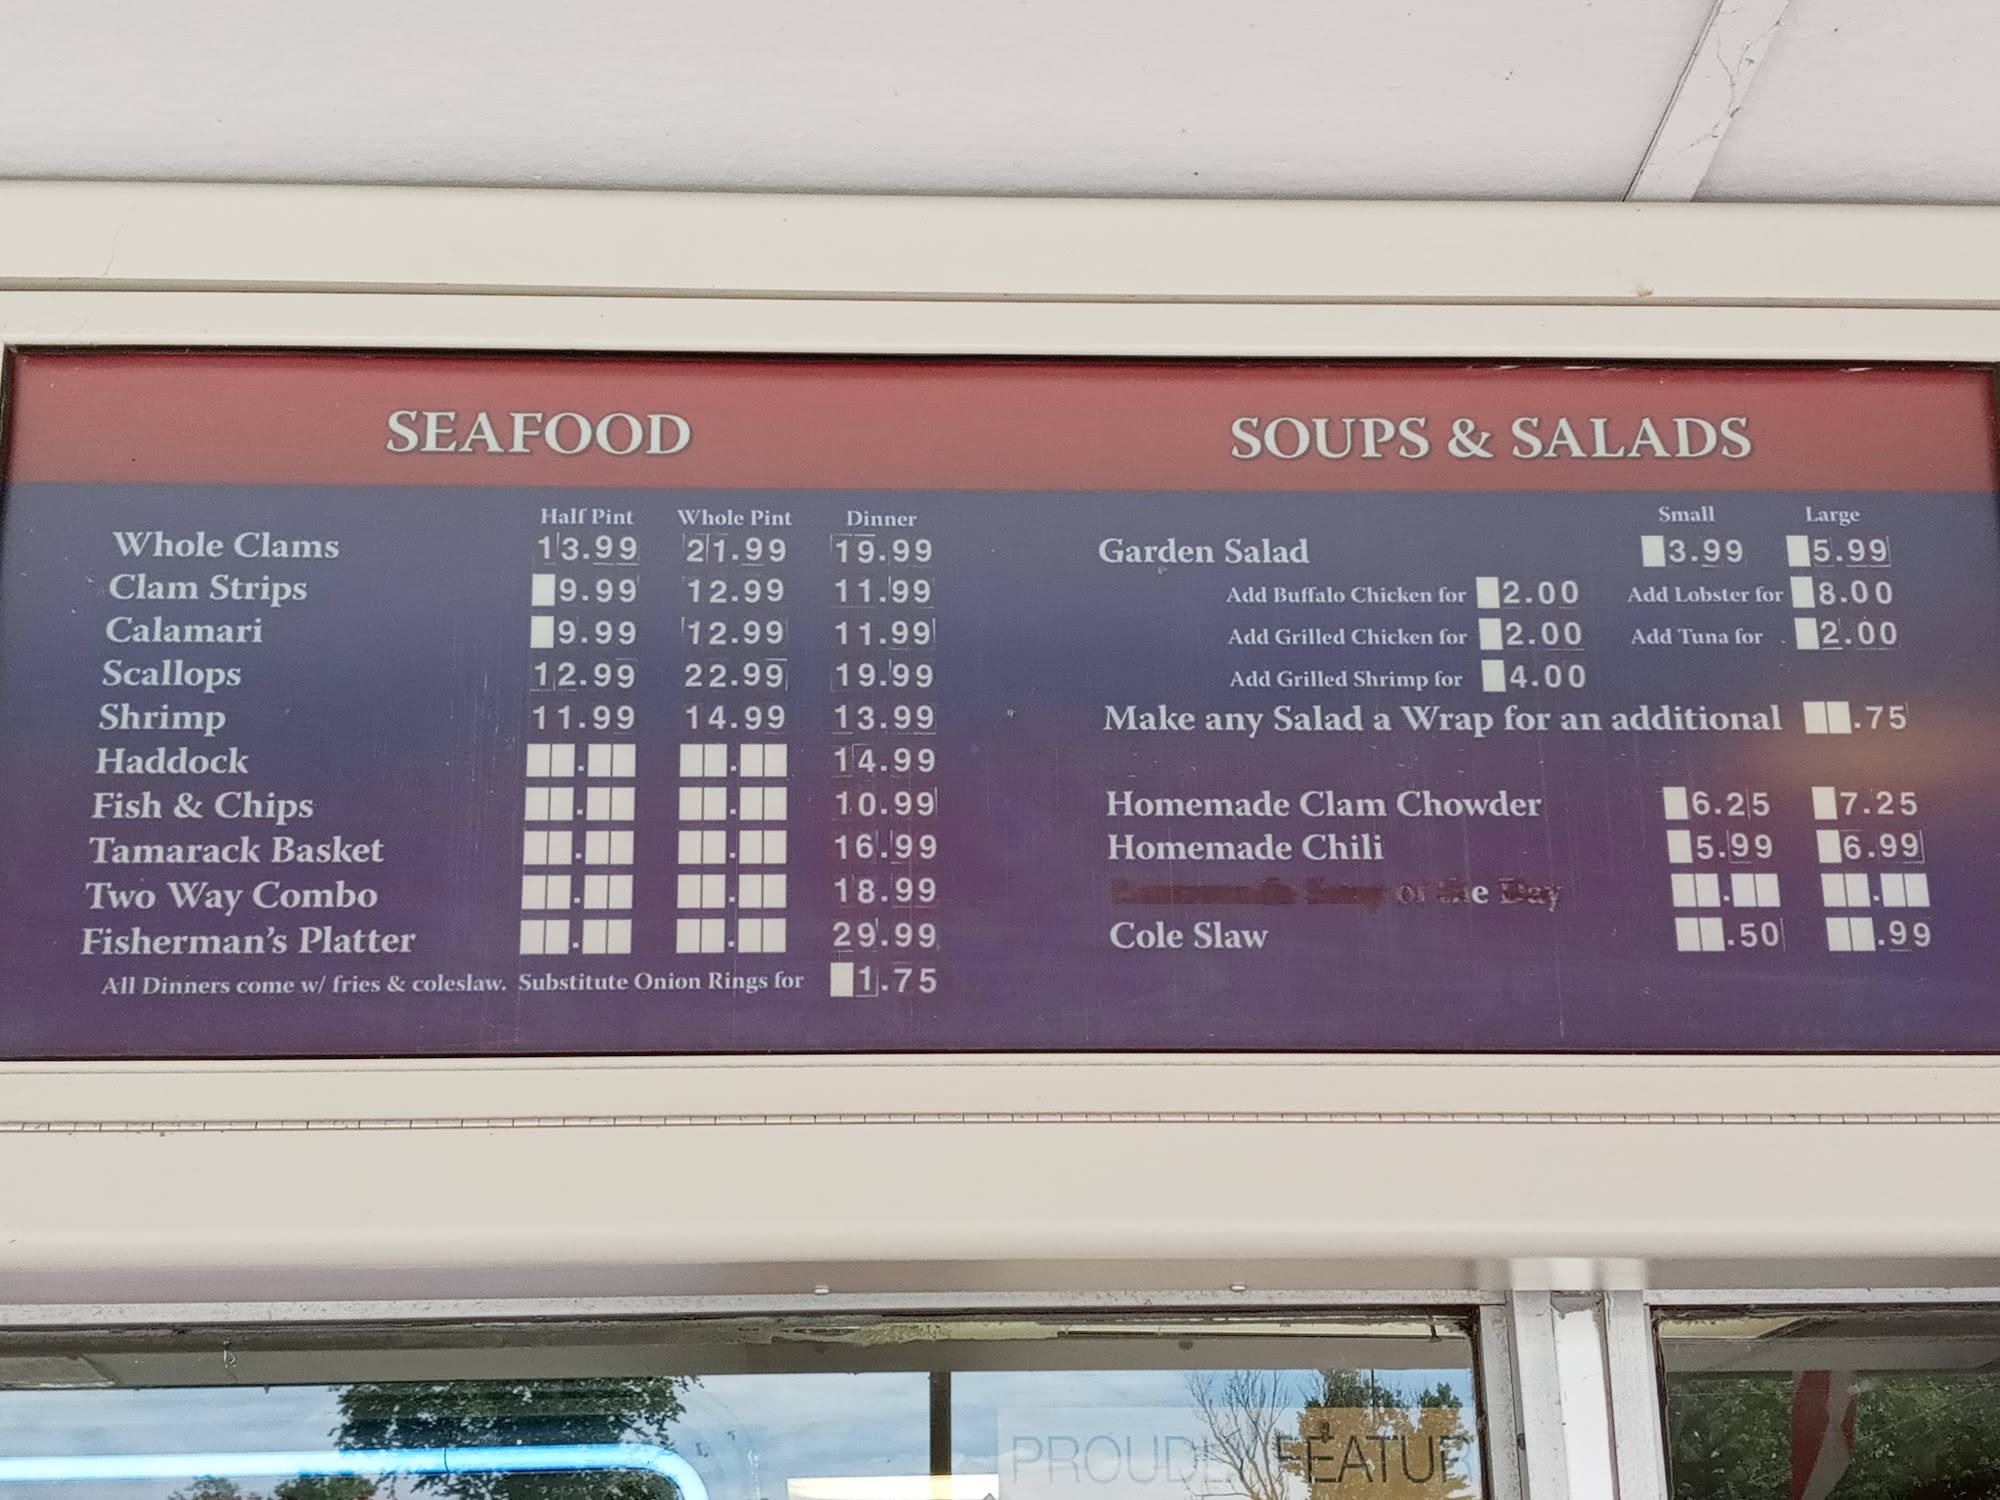 SEAFOOD
Half Pint Whole Pint Dinner
Whole Clams 13.99 21.99 19.99
Clam Strips 9.99 12.99 11.99
Calamari 9.99 12.99 11.99
Scallops 12.99 22.99 19.99
Shrimp 11.99 14.99 13.99
Haddock . . 14.99
Fish & Chips . . 10.99
Tamarack Basket . . 16.99
Two Way Combo . . 18.99
Fisherman's Platter . . 29.99
All Dinners come w/ fries & coleslaw. Substitute Onion Rings for 1.75
SOUPS & SALADS
Small Large
Garden Salad 3.99 5.99
Add Buffalo Chicken for 2.00 Add Lobster for 8.00
Add Grilled Chicken for 2.00 Add Tuna for 2.00
Add Grilled Shrimp for 4.00
Make any Salad a Wrap for an additional .75
Homemade Clam Chowder 6.25 7.25
Homemade Chili 5.99 6.99
of the Day . .
Cole Slaw .50 .99
PROUDLY FEATUR